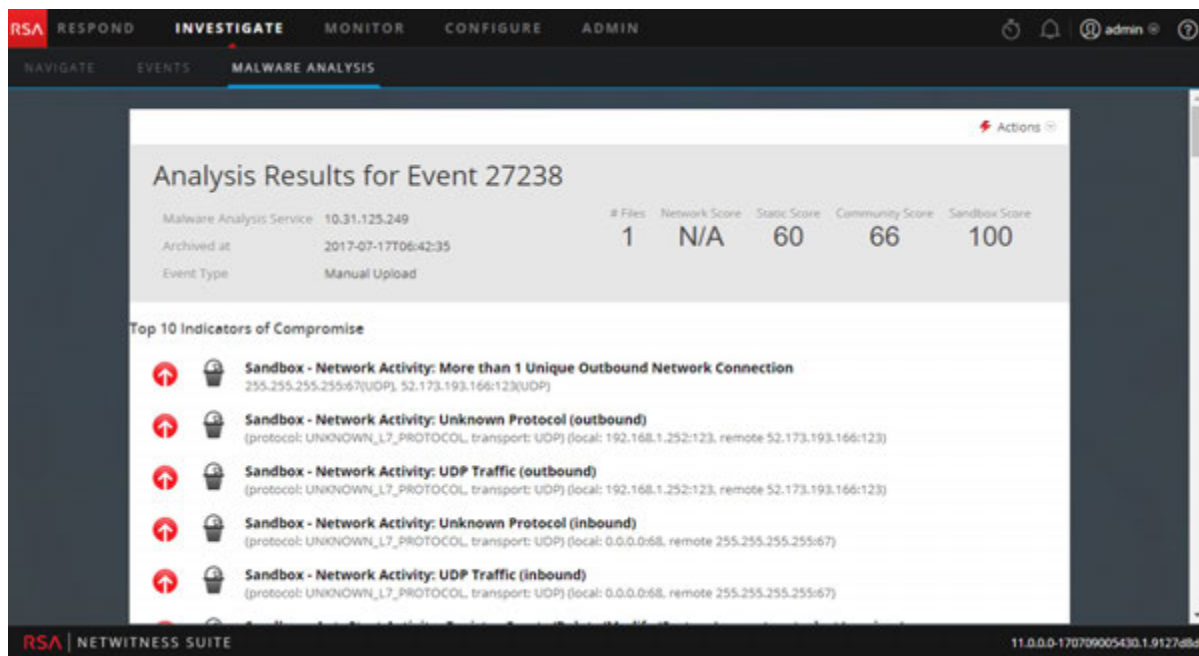 RSA RESPOND INVESTIGATE MONITOR CONFIGURE ADMIN admin
NAVIGATE EVENTS MALWARE ANALYSIS
Actions
Analysis Results for Event 27238
Malware Analysis Service 10.31.125.249
Archived at 2017-07-17T06:42:35
Event Type Manual Upload
# Files Network Score Static Score Community Score Sandbox Score
1 N/A 60 66 100
Top 10 Indicators of Compromise
Sandbox - Network Activity: More than 1 Unique Outbound Network Connection
255.255.255.255:67(UDP), 52.173.193.166:123(UDP)
Sandbox - Network Activity: Unknown Protocol (outbound)
(protocol: UNKNOWN_L7_PROTOCOL, transport: UDP) (local: 192.168.1.252:123, remote 52.173.193.166:123)
Sandbox - Network Activity: UDP Traffic (outbound)
(protocol: UNKNOWN_L7_PROTOCOL, transport: UDP) (local: 192.168.1.252:123, remote 52.173.193.166:123)
Sandbox - Network Activity: Unknown Protocol (inbound)
(protocol: UNKNOWN_L7_PROTOCOL, transport: UDP) (local: 0.0.0.0:68, remote 255.255.255.255:67)
Sandbox - Network Activity: UDP Traffic (inbound)
(protocol: UNKNOWN_L7_PROTOCOL, transport: UDP) (local: 0.0.0.0:68, remote 255.255.255.255:67)
RSA NETWITNESS SUITE
11.0.0.0-170709005430.1.9127d8d